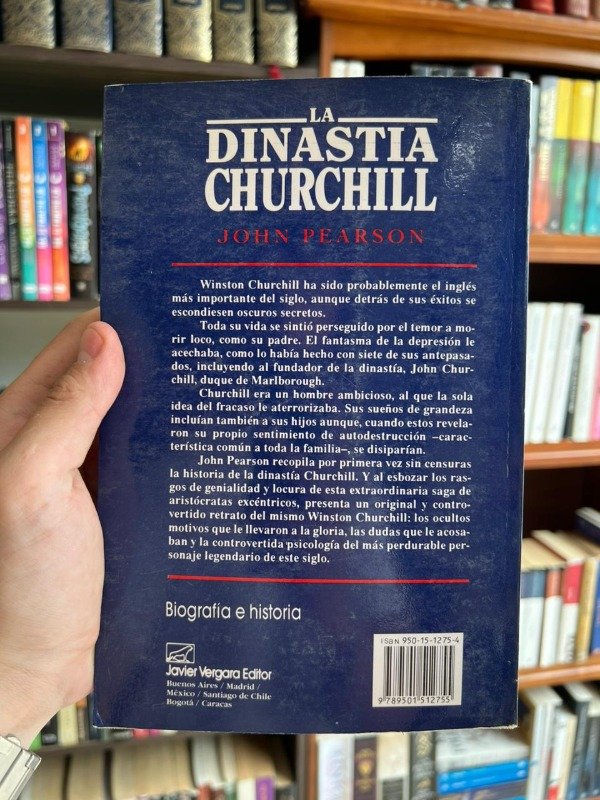 LA
DINASTIA
CHURCHILL
JOHN PEARSON
Winston Churchill ha sido probablemente el inglés
más importante del siglo, aunque detrás de sus éxitos se
escondiesen oscuros secretos.
Toda su vida se sintió perseguido por el temor a mo-
rir loco, como su padre. El fantasma de la depresión le
acechaba, como lo había hecho con siete de sus antepasa-
dos, incluyendo al fundador de la dinastía, John Chur-
chill, duque de Marlborough.
Churchill era un hombre ambicioso, al que la sola
idea del fracaso le aterrorizaba. Sus sueños de grandeza
incluían también a sus hijos aunque, cuando estos revela-
ron su propio sentimiento de autodestrucción –carac-
terística común a toda la familia–, se disiparían.
John Pearson recopila por primera vez sin censuras
la historia de la dinastía Churchill. Y al esbozar los ras-
gos de genialidad y locura de esta extraordinaria saga de
aristócratas excéntricos, presenta un original y contro-
vertido retrato del mismo Winston Churchill: los ocultos
motivos que le llevaron a la gloria, las dudas que le acosa-
ban y la controvertida psicología del más perdurable per-
sonaje legendario de este siglo.
Biografía e historia
Javier Vergara Editor
Buenos Aires / Madrid /
México / Santiago de Chile
Bogotá / Caracas
ISBN 950-15-1275-4
9 789501 512755